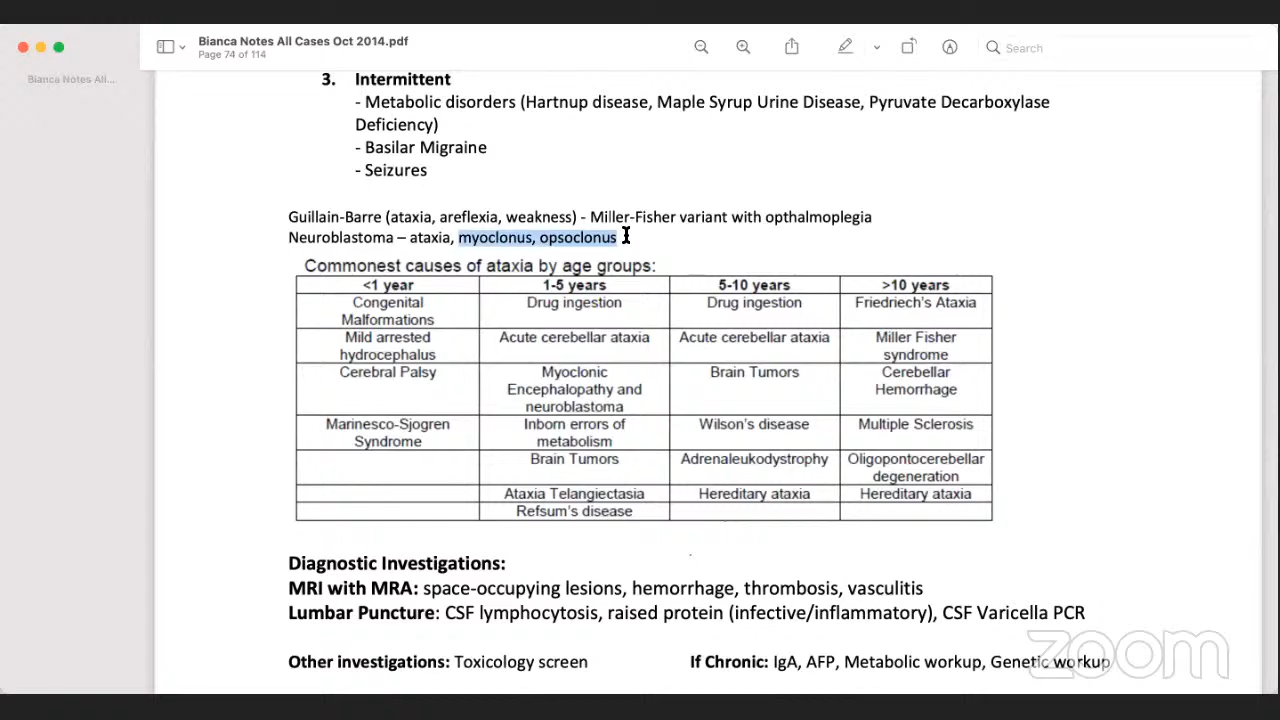 Bianca Notes All Cases Oct 2014.pdf
Page 74 of 114
Search
Bianca Notes All...
3. Intermittent
- Metabolic disorders (Hartnup disease, Maple Syrup Urine Disease, Pyruvate Decarboxylase
Deficiency)
- Basilar Migraine
- Seizures
Guillain-Barre (ataxia, areflexia, weakness) - Miller-Fisher variant with opthalmoplegia
Neuroblastoma – ataxia, myoclonus, opsoclonus
Commonest causes of ataxia by age groups:
<1 year 1-5 years 5-10 years >10 years
Congenital Malformations Drug ingestion Drug ingestion Friedriech's Ataxia
Mild arrested hydrocephalus Acute cerebellar ataxia Acute cerebellar ataxia Miller Fisher syndrome
Cerebral Palsy Myoclonic Encephalopathy and neuroblastoma Brain Tumors Cerebellar Hemorrhage
Marinesco-Sjogren Syndrome Inborn errors of metabolism Wilson's disease Multiple Sclerosis
Brain Tumors Adrenaleukodystrophy Oligopontocerebellar degeneration
Ataxia Telangiectasia Hereditary ataxia Hereditary ataxia
Refsum's disease
Diagnostic Investigations:
MRI with MRA: space-occupying lesions, hemorrhage, thrombosis, vasculitis
Lumbar Puncture: CSF lymphocytosis, raised protein (infective/inflammatory), CSF Varicella PCR
Other investigations: Toxicology screen If Chronic: IgA, AFP, Metabolic workup, Genetic workup
zoom